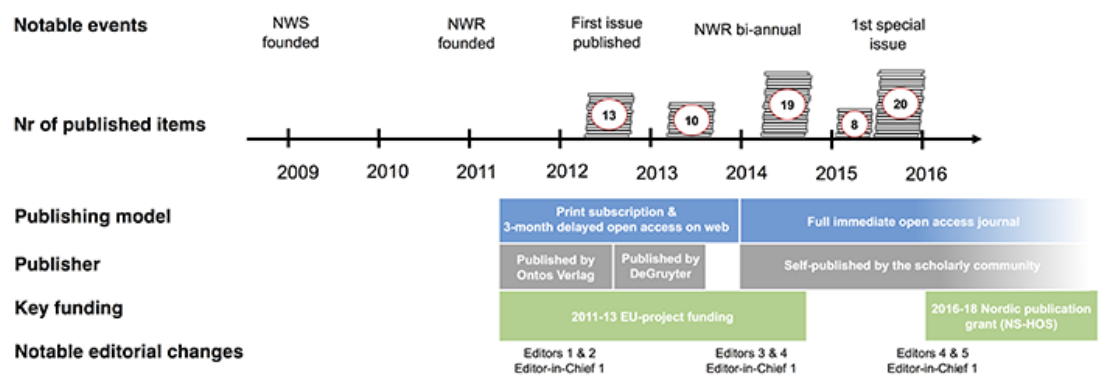 Notable events
NWS
founded
NWR
founded
First issue
published
NWR bi-annual
1st special
issue
Nr of published items
13
10
19
8
20
2009
2010
2011
2012
2013
2014
2015
2016
Publishing model
Print subscription &
3-month delayed open access on web
Full immediate open access journal
Publisher
Published by
Ontos Verlag
Published by
DeGruyter
Self-published by the scholarly community
Key funding
2011-13 EU-project funding
2016-18 Nordic publication
grant (NS-HOS)
Notable editorial changes
Editors 1 & 2
Editor-in-Chief 1
Editors 3 & 4
Editor-in-Chief 1
Editors 4 & 5
Editor-in-Chief 1